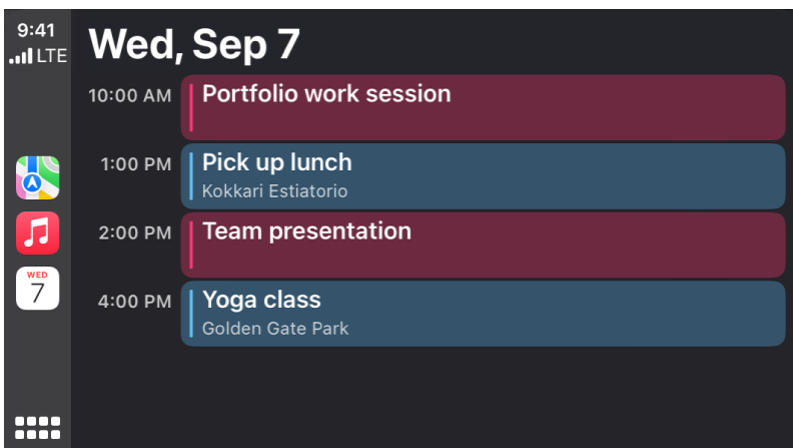 9:41
LTE
Wed, Sep 7
10:00 AM Portfolio work session
1:00 PM Pick up lunch
Kokkari Estiatorio
2:00 PM Team presentation
WED
7
4:00 PM Yoga class
Golden Gate Park